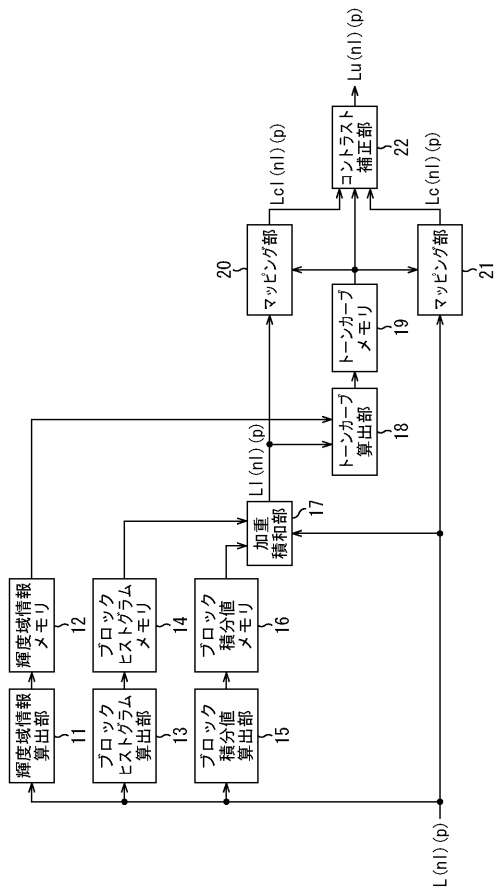 輝度域情報
算出部
11
輝度域情報
メモリ
12
ブロック
ヒストグラム
算出部
13
ブロック
ヒストグラム
メモリ
14
ブロック
積分値
算出部
15
ブロック
積分値
メモリ
16
L(nl)(p)
加重
積和部
17
Ll(nl)(p)
トーンカーブ
算出部
18
トーンカーブ
メモリ
19
20
マッピング部
マッピング部
21
Lcl(nl)(p)
Lc(nl)(p)
コントラスト
補正部
22
Lu(nl)(p)